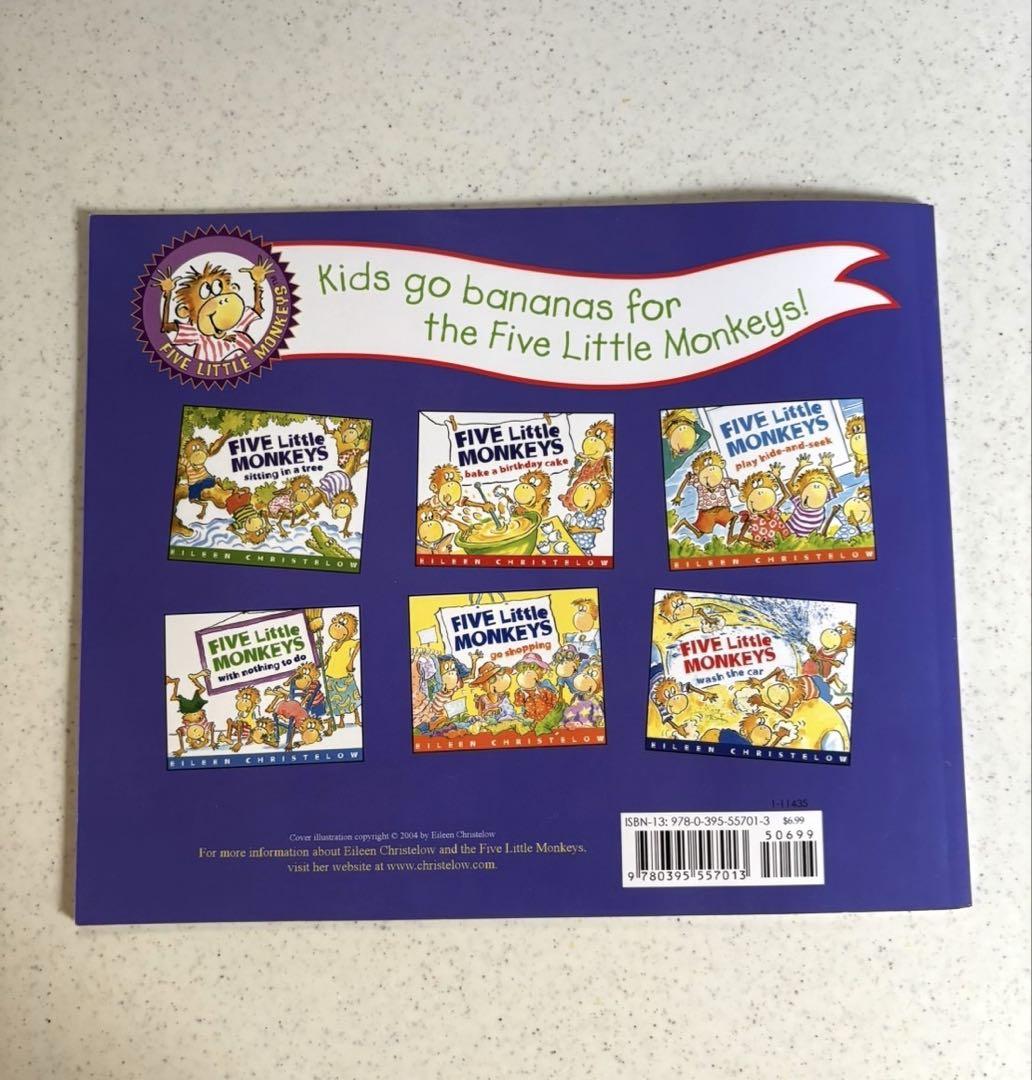 FIVE LITTLE MONKEYS
Kids go bananas for
the Five Little Monkeys!
FIVE Little
MONKEYS
sitting in a tree
EILEEN CHRISTELOW
FIVE Little
MONKEYS
bake a birthday cake
EILEEN CHRISTELOW
FIVE Little
MONKEYS
play hide-and-seek
EILEEN CHRISTELOW
FIVE Little
MONKEYS
with nothing to do
EILEEN CHRISTELOW
FIVE Little
MONKEYS
go shopping
EILEEN CHRISTELOW
FIVE Little
MONKEYS
wash the car
EILEEN CHRISTELOW
1-11435
ISBN-13: 978-0-395-55701-3 $6.99
50699
9 780395 557013
Cover illustration copyright © 2004 by Eileen Christelow
For more information about Eileen Christelow and the Five Little Monkeys,
visit her website at www.christelow.com.